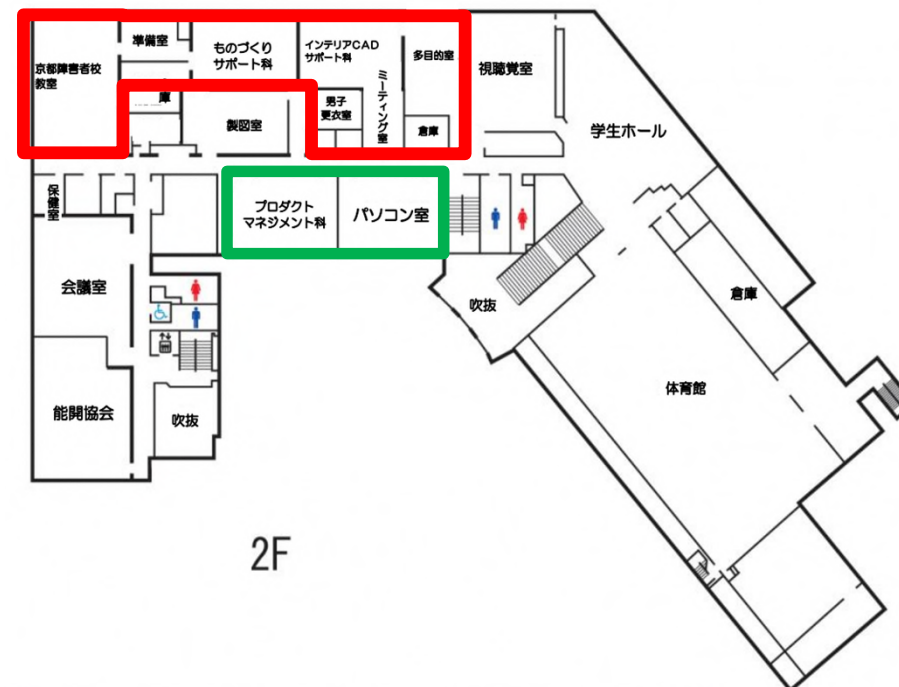 準備室
京都障害者校
教室
庫
ものづくり
サポート科
インテリアCAD
サポート科
多目的室
ミーティング室
男子
更衣室
倉庫
製図室
視聴覚室
学生ホール
保健室
プロダクト
マネジメント科
パソコン室
会議室
吹抜
倉庫
体育館
能開協会
吹抜
2F